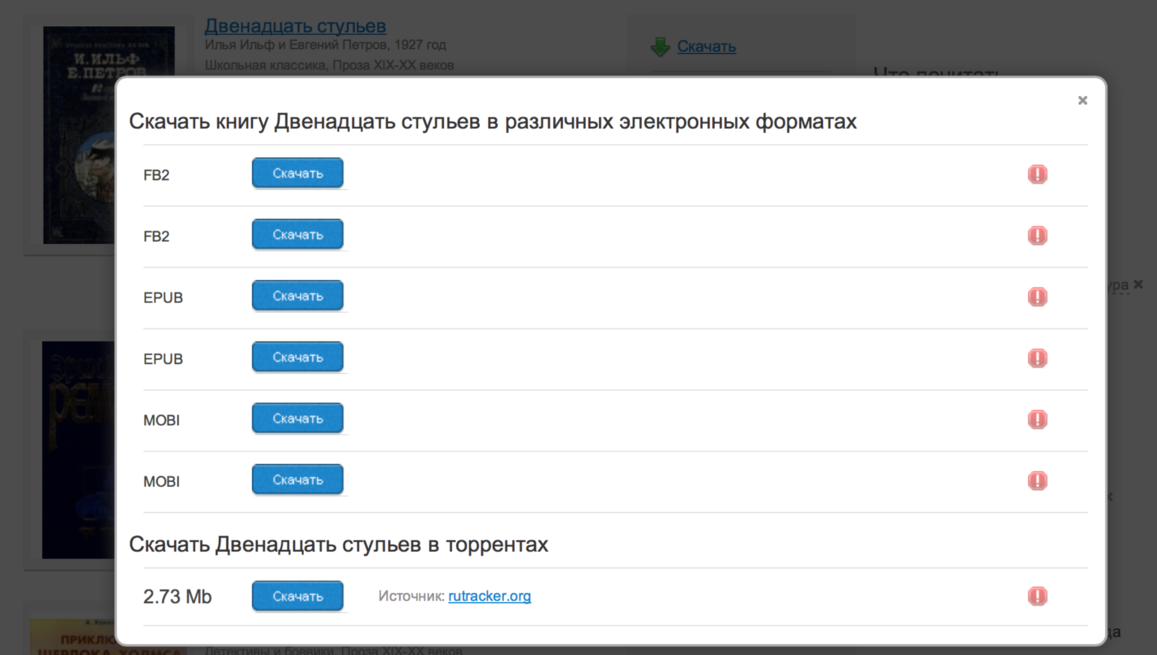 Двенадцать стульев
Илья Ильф и Евгений Петров, 1927 год
Школьная классика, Проза XIX-XX веков
И. ИЛЬФ
Е. ПЕТРОВ
Скачать
Что почитать
×
Скачать книгу Двенадцать стульев в различных электронных форматах
FB2 Скачать
FB2 Скачать
EPUB Скачать
EPUB Скачать
MOBI Скачать
MOBI Скачать
Скачать Двенадцать стульев в торрентах
2.73 Mb Скачать Источник: rutracker.org
Детективы и боевики, Проза XIX-XX веков